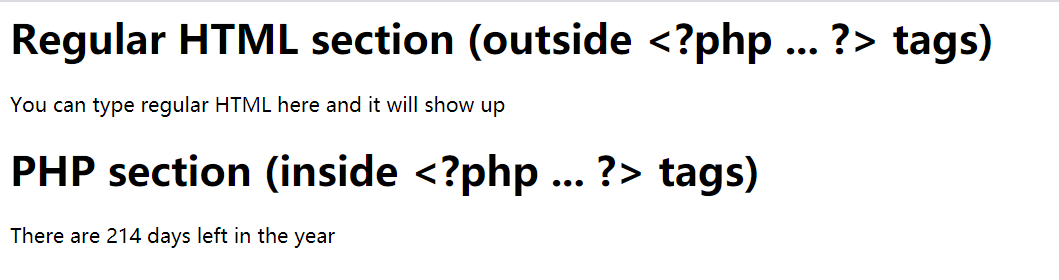 Regular HTML section (outside <?php ... ?> tags)
You can type regular HTML here and it will show up
PHP section (inside <?php ... ?> tags)
There are 214 days left in the year